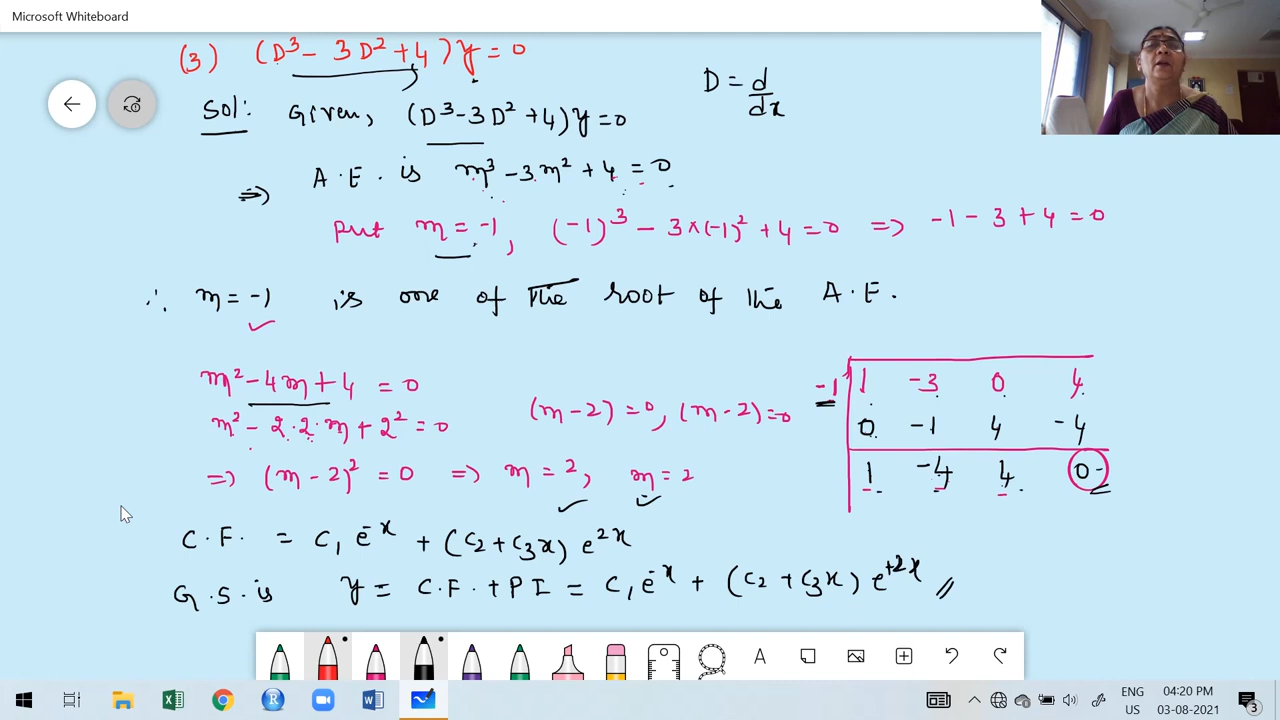 Microsoft Whiteboard
(3) (D³ - 3D² + 4) y = 0
D = d/dx
Sol: Given, (D³ - 3D² + 4) y = 0
⇒ A.E. is m³ - 3m² + 4 = 0
Put m = -1, (-1)³ - 3×(-1)² + 4 = 0 ⇒ -1 - 3 + 4 = 0
∴ m = -1 is one of the root of the A.E.
-1 | 1 -3 0 4
0 -1 4 -4
1 -4 4 0
m² - 4m + 4 = 0
m² - 2·2·m + 2² = 0 (m-2) = 0, (m-2) = 0
⇒ (m-2)² = 0 ⇒ m = 2, m = 2
C.F. = C₁ e⁻ˣ + (C₂ + C₃x) e²ˣ
G.S. is y = C.F. + PI = C₁e⁻ˣ + (C₂ + C₃x) e⁺²ˣ //
A
ENG
US
04:20 PM
03-08-2021
3